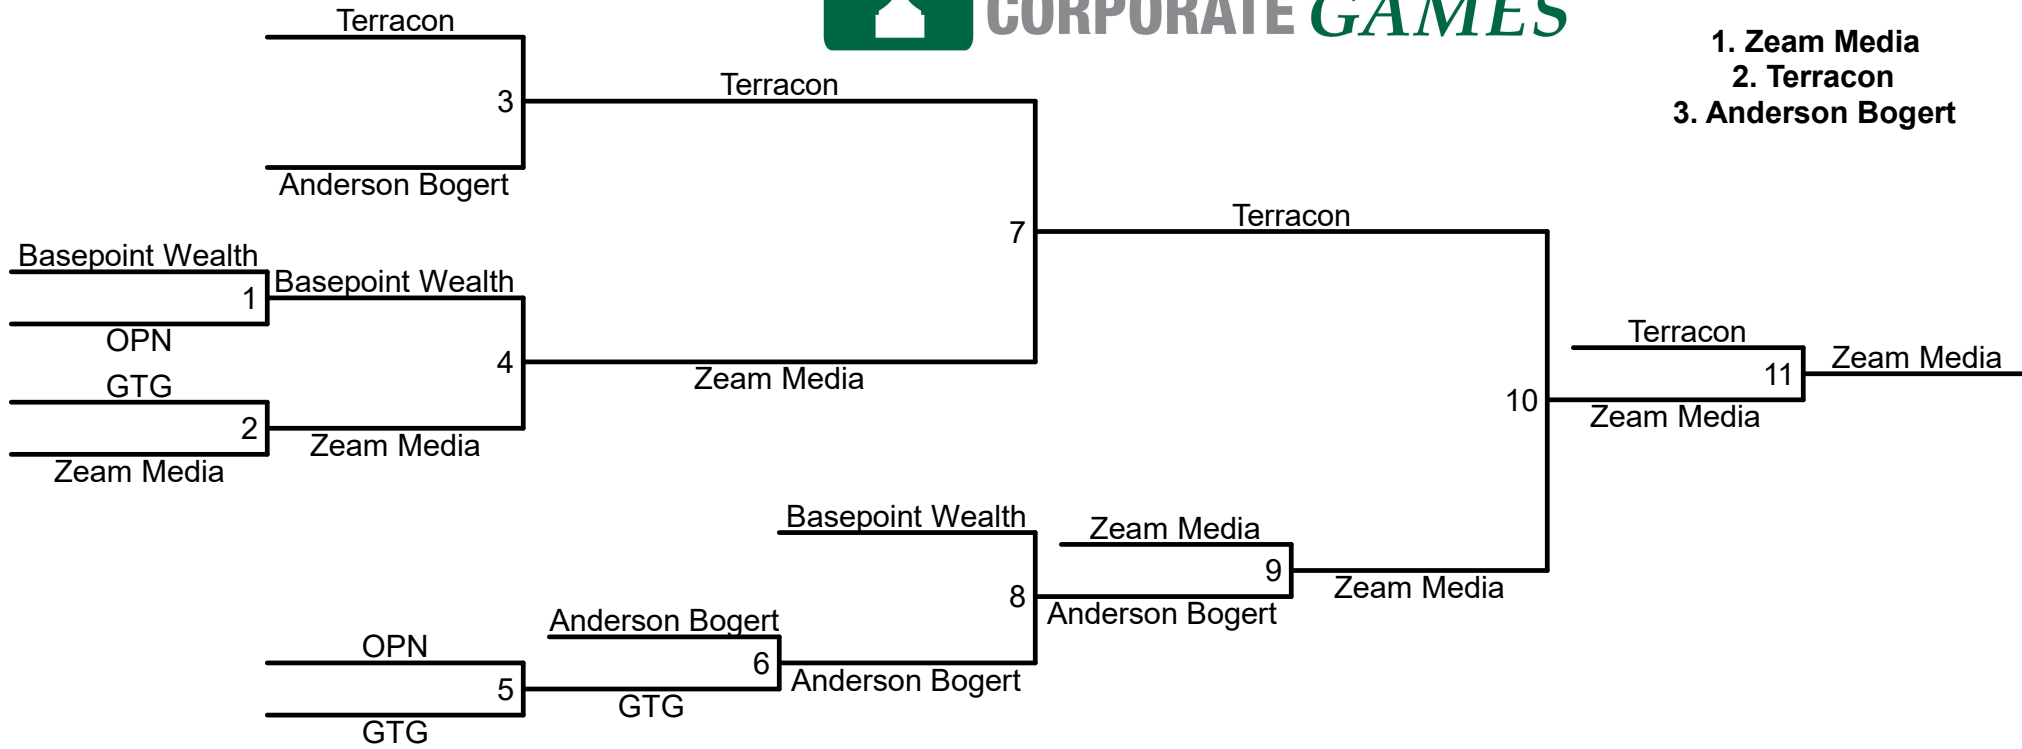 CORPORATE GAMES
1. Zeam Media
2. Terracon
3. Anderson Bogert
Terracon
3
Terracon
Anderson Bogert
7
Terracon
Basepoint Wealth
1
Basepoint Wealth
OPN
4
Zeam Media
GTG
2
Zeam Media
Zeam Media
10
Terracon
11
Zeam Media
Zeam Media
Basepoint Wealth
8
Zeam Media
9
Zeam Media
Anderson Bogert
Anderson Bogert
6
Anderson Bogert
OPN
5
GTG
GTG